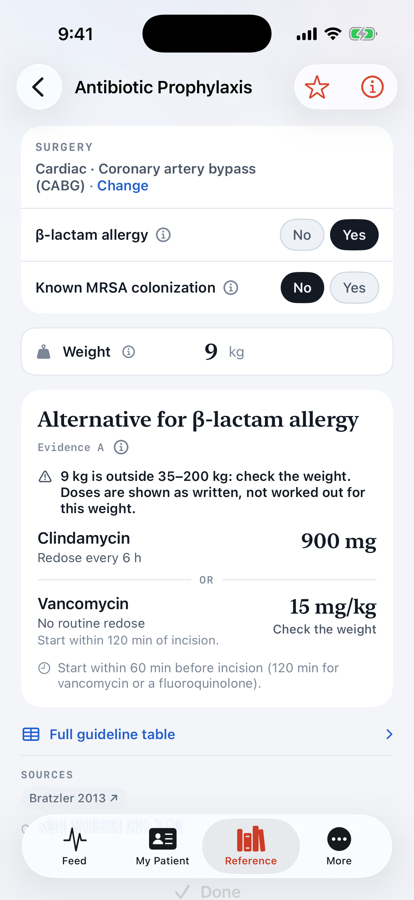 9:41
Antibiotic Prophylaxis
SURGERY
Cardiac · Coronary artery bypass
(CABG) · Change
β-lactam allergy No Yes
Known MRSA colonization No Yes
Weight 9 kg
Alternative for β-lactam allergy
Evidence A
9 kg is outside 35–200 kg: check the weight.
Doses are shown as written, not worked out for
this weight.
Clindamycin 900 mg
Redose every 6 h
OR
Vancomycin 15 mg/kg
No routine redose Check the weight
Start within 120 min of incision.
Start within 60 min before incision (120 min for
vancomycin or a fluoroquinolone).
Full guideline table
SOURCES
Bratzler 2013 ↗
Feed My Patient Reference More
Done